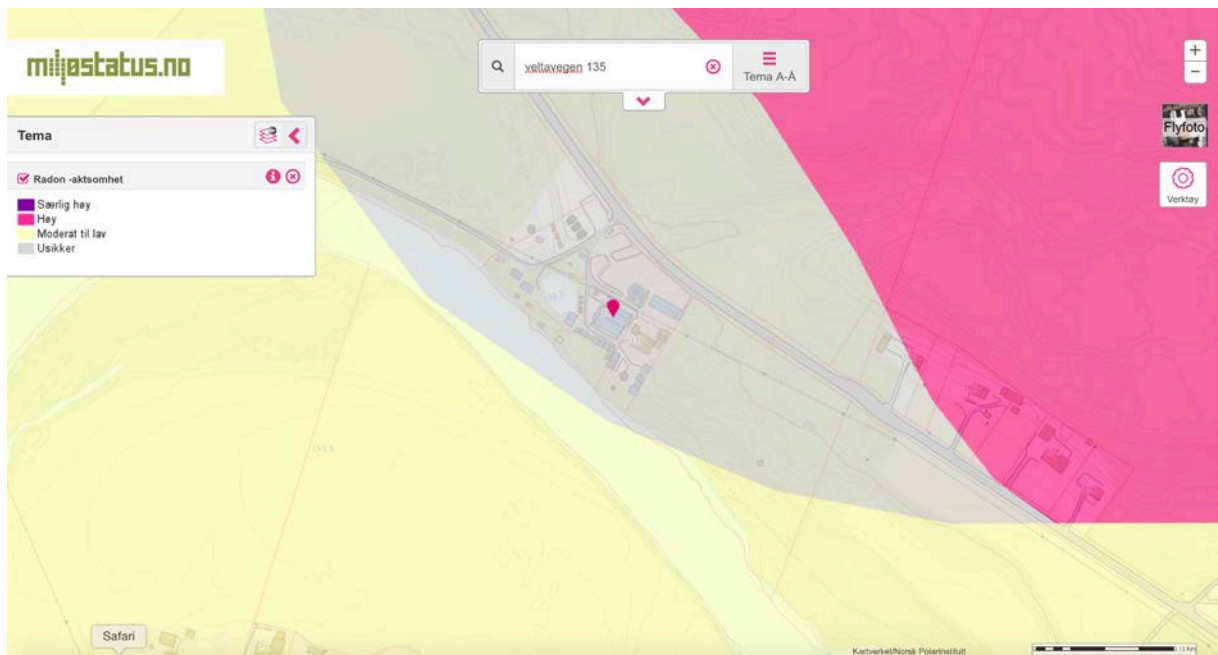 miljøstatus.no
veltavegen 135
Tema A-Å
+
−
Flyfoto
Verktøy
Tema
Radon -aktsomhet
Særlig høy
Høy
Moderat til lav
Usikker
Safari
Kartverket/Norsk Polarinstitutt